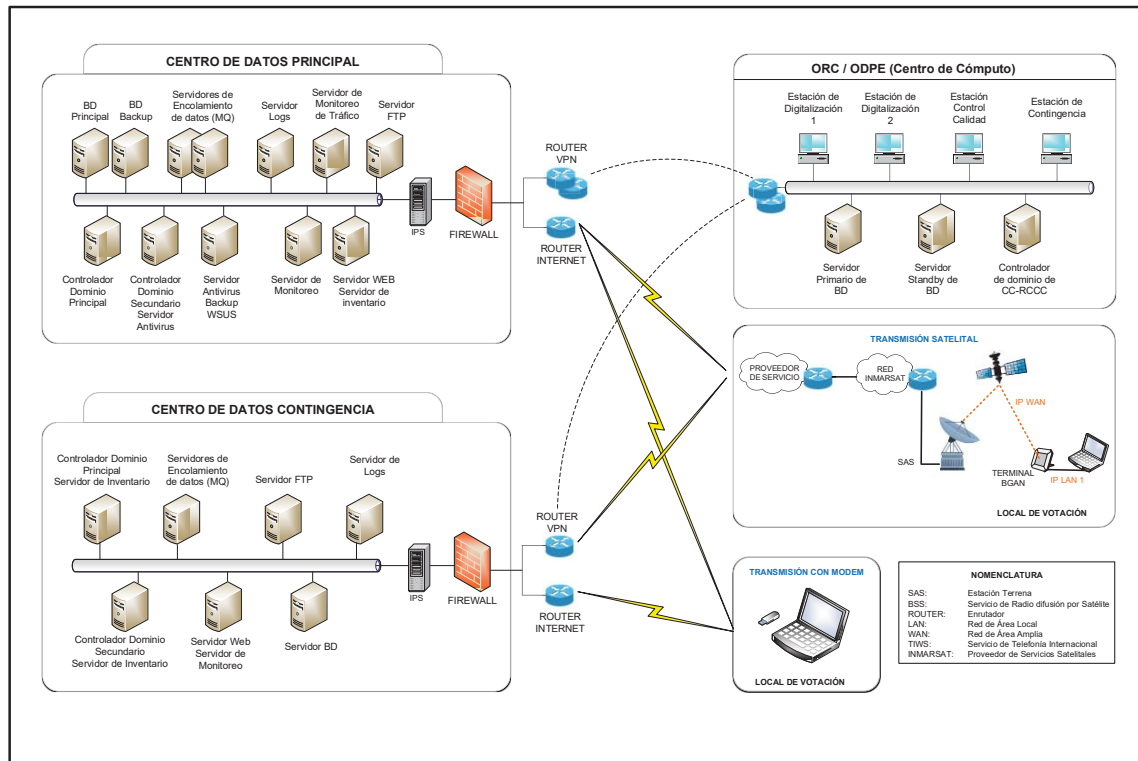 CENTRO DE DATOS PRINCIPAL
BD
Principal
BD
Backup
Servidores de
Encolamiento
de datos (MQ)
Servidor
Logs
Servidor de
Monitoreo
de Tráfico
Servidor
FTP
IPS
FIREWALL
ROUTER
VPN
ROUTER
INTERNET
Controlador
Dominio
Principal
Controlador
Dominio
Secundario
Servidor
Antivirus
Servidor
Antivirus
Backup
WSUS
Servidor de
Monitoreo
Servidor WEB
Servidor de
inventario
ORC / ODPE (Centro de Cómputo)
Estación de
Digitalización
1
Estación de
Digitalización
2
Estación
Control
Calidad
Estación de
Contingencia
Servidor
Primario de
BD
Servidor
Standby de
BD
Controlador
de dominio de
CC-RCCC
TRANSMISIÓN SATELITAL
PROVEEDOR
DE SERVICIO
RED
INMARSAT
IP WAN
SAS
TERMINAL
BGAN
IP LAN 1
LOCAL DE VOTACIÓN
CENTRO DE DATOS CONTINGENCIA
Controlador Dominio
Principal
Servidor de Inventario
Servidores de
Encolamiento
de datos (MQ)
Servidor FTP
Servidor de
Logs
IPS
FIREWALL
ROUTER
VPN
ROUTER
INTERNET
Controlador Dominio
Secundario
Servidor de Inventario
Servidor Web
Servidor de
Monitoreo
Servidor BD
TRANSMISIÓN CON MODEM
LOCAL DE VOTACIÓN
NOMENCLATURA
SAS: Estación Terrena
BSS: Servicio de Radio difusión por Satélite
ROUTER: Enrutador
LAN: Red de Área Local
WAN: Red de Área Amplia
TIWS: Servicio de Telefonía Internacional
INMARSAT: Proveedor de Servicios Satelitales